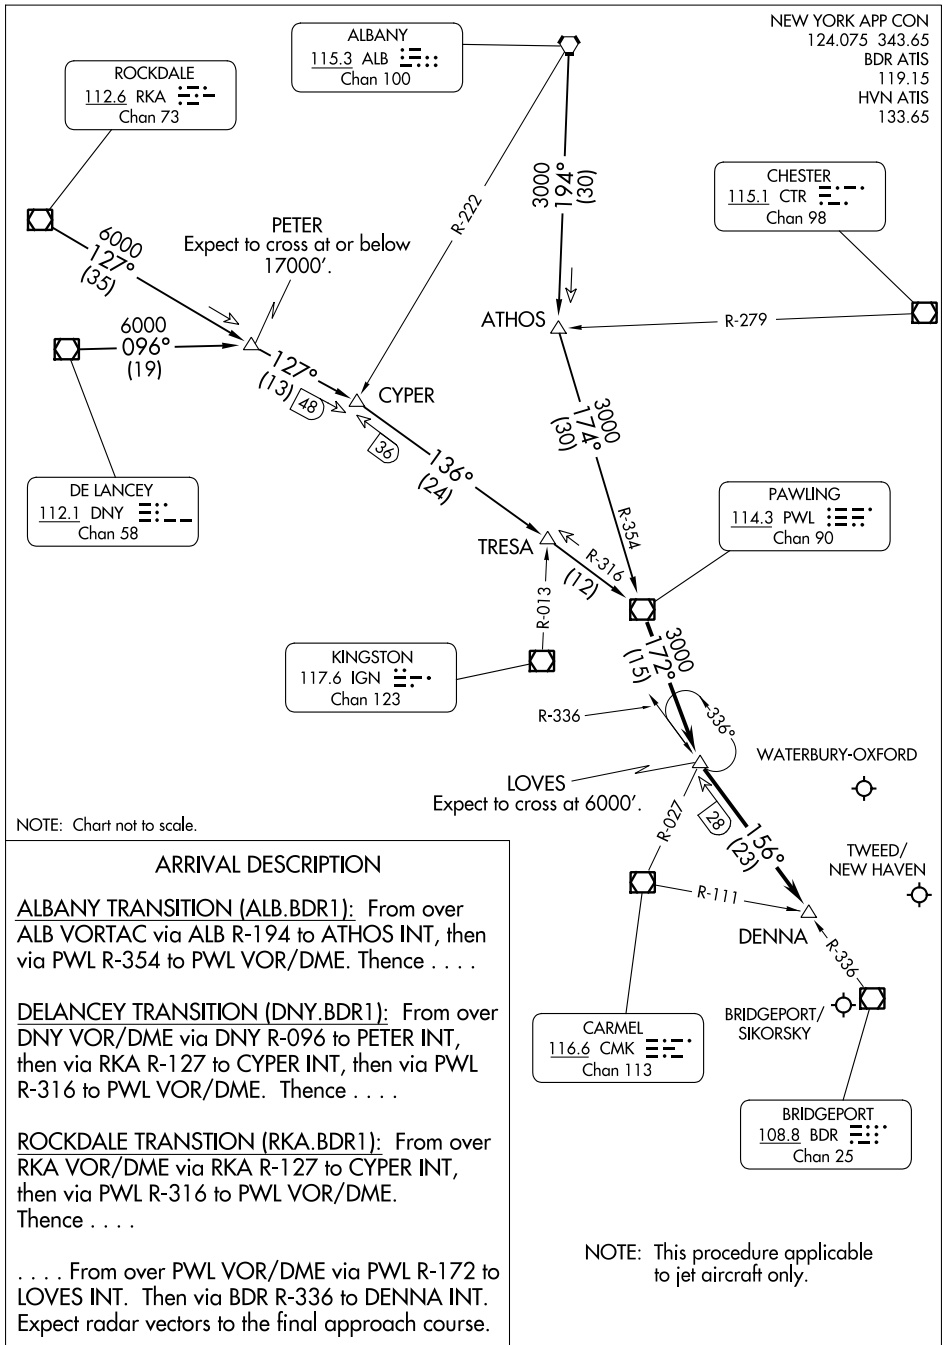 NEW YORK APP CON
124.075 343.65
BDR ATIS
119.15
HVN ATIS
133.65
ALBANY
115.3 ALB
Chan 100
ROCKDALE
112.6 RKA
Chan 73
CHESTER
115.1 CTR
Chan 98
3000
194°
(30)
R-222
PETER
Expect to cross at or below
17000'.
6000
127°
(35)
ATHOS
R-279
6000
096°
(19)
127°
(13)
48
CYPER
36
3000
174°
(30)
136°
(24)
R-354
DE LANCEY
112.1 DNY
Chan 58
PAWLING
114.3 PWL
Chan 90
TRESA
R-316
(12)
R-013
KINGSTON
117.6 IGN
Chan 123
3000
172°
(15)
R-336
336°
WATERBURY-OXFORD
LOVES
Expect to cross at 6000'.
R-027
28
156°
(23)
TWEED/
NEW HAVEN
R-111
DENNA
R-336
BRIDGEPORT/
SIKORSKY
CARMEL
116.6 CMK
Chan 113
BRIDGEPORT
108.8 BDR
Chan 25
NOTE: Chart not to scale.
ARRIVAL DESCRIPTION
ALBANY TRANSITION (ALB.BDR1): From over
ALB VORTAC via ALB R-194 to ATHOS INT, then
via PWL R-354 to PWL VOR/DME. Thence . . . .
DELANCEY TRANSITION (DNY.BDR1): From over
DNY VOR/DME via DNY R-096 to PETER INT,
then via RKA R-127 to CYPER INT, then via PWL
R-316 to PWL VOR/DME. Thence . . . .
ROCKDALE TRANSTION (RKA.BDR1): From over
RKA VOR/DME via RKA R-127 to CYPER INT,
then via PWL R-316 to PWL VOR/DME.
Thence . . . .
. . . . From over PWL VOR/DME via PWL R-172 to
LOVES INT. Then via BDR R-336 to DENNA INT.
Expect radar vectors to the final approach course.
NOTE: This procedure applicable
to jet aircraft only.